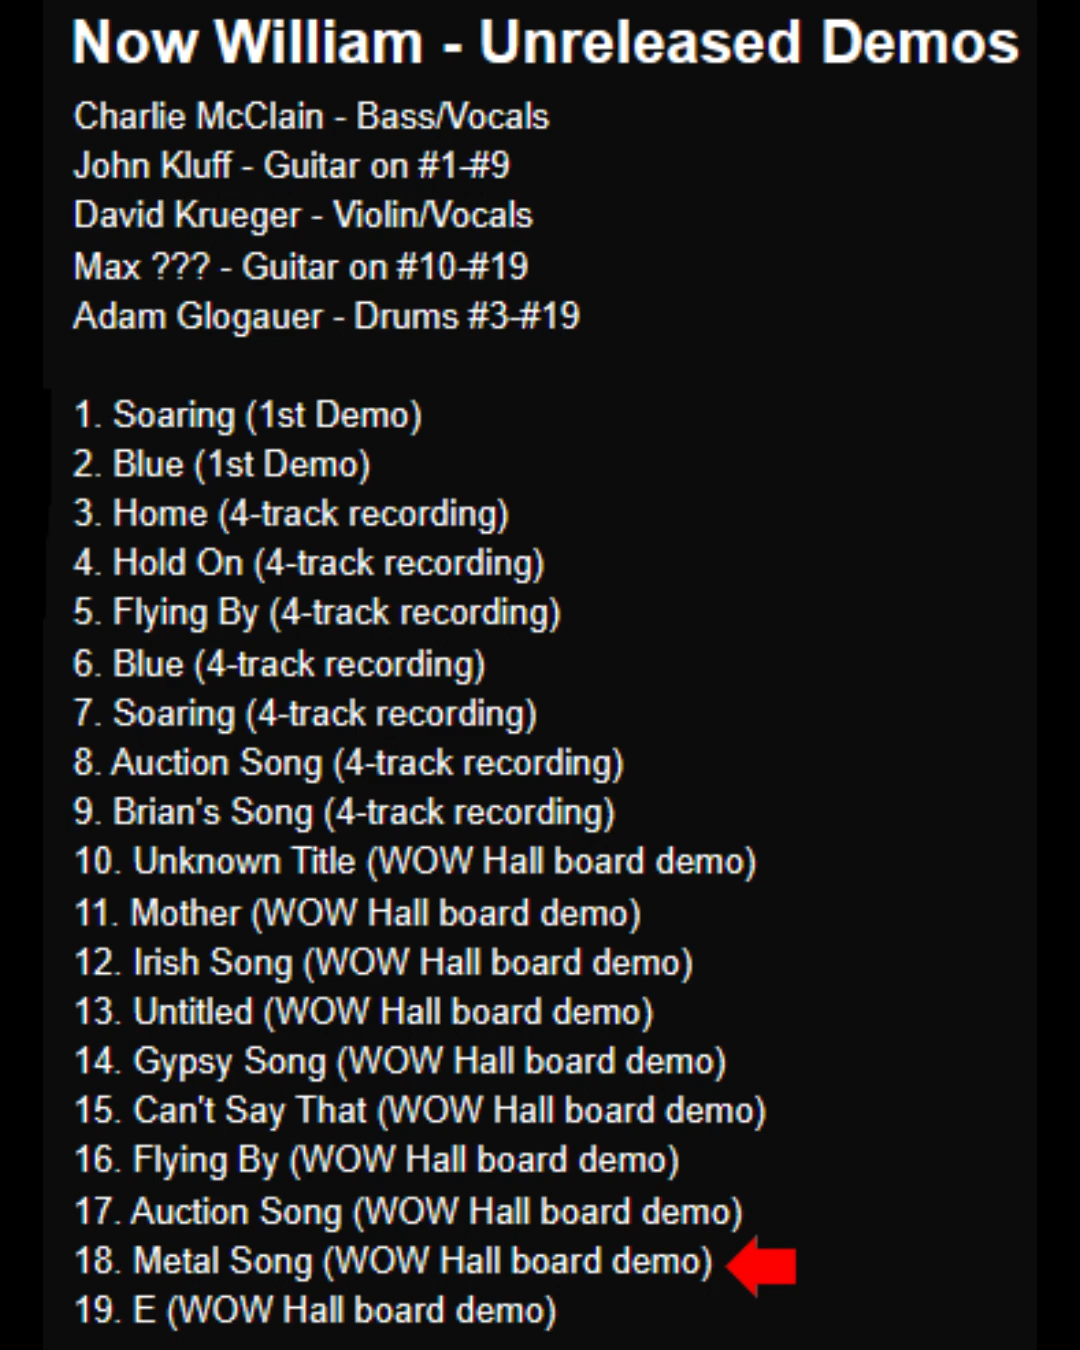 Now William - Unreleased Demos
Charlie McClain - Bass/Vocals
John Kluff - Guitar on #1-#9
David Krueger - Violin/Vocals
Max ??? - Guitar on #10-#19
Adam Glogauer - Drums #3-#19
1. Soaring (1st Demo)
2. Blue (1st Demo)
3. Home (4-track recording)
4. Hold On (4-track recording)
5. Flying By (4-track recording)
6. Blue (4-track recording)
7. Soaring (4-track recording)
8. Auction Song (4-track recording)
9. Brian's Song (4-track recording)
10. Unknown Title (WOW Hall board demo)
11. Mother (WOW Hall board demo)
12. Irish Song (WOW Hall board demo)
13. Untitled (WOW Hall board demo)
14. Gypsy Song (WOW Hall board demo)
15. Can't Say That (WOW Hall board demo)
16. Flying By (WOW Hall board demo)
17. Auction Song (WOW Hall board demo)
18. Metal Song (WOW Hall board demo)
19. E (WOW Hall board demo)